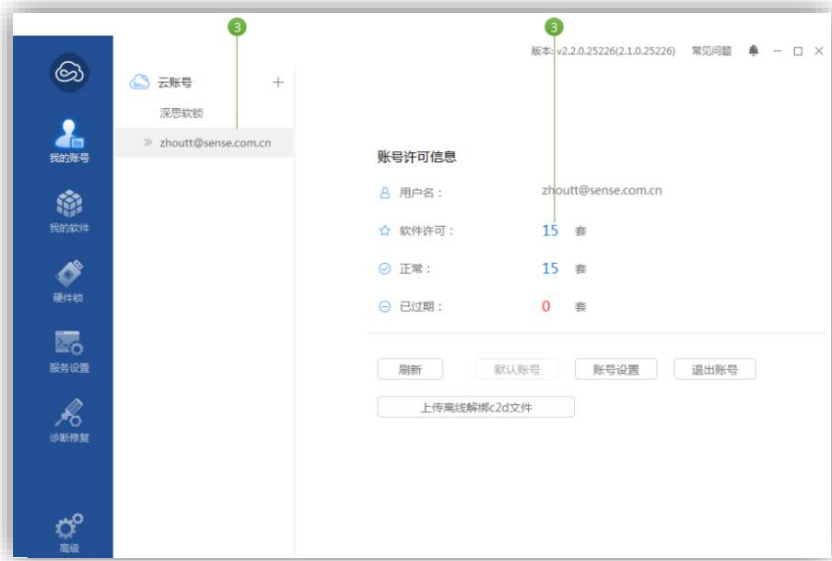 3
3
版本: v2.2.0.25226(2.1.0.25226) 常见问题
云账号 +
深思软锁
zhoutt@sense.com.cn
我的账号
我的软件
硬件锁
服务设置
诊断修复
高级
账号许可信息
用户名: zhoutt@sense.com.cn
软件许可: 15 套
正常: 15 套
已过期: 0 套
刷新 默认账号 账号设置 退出账号
上传离线解绑c2d文件